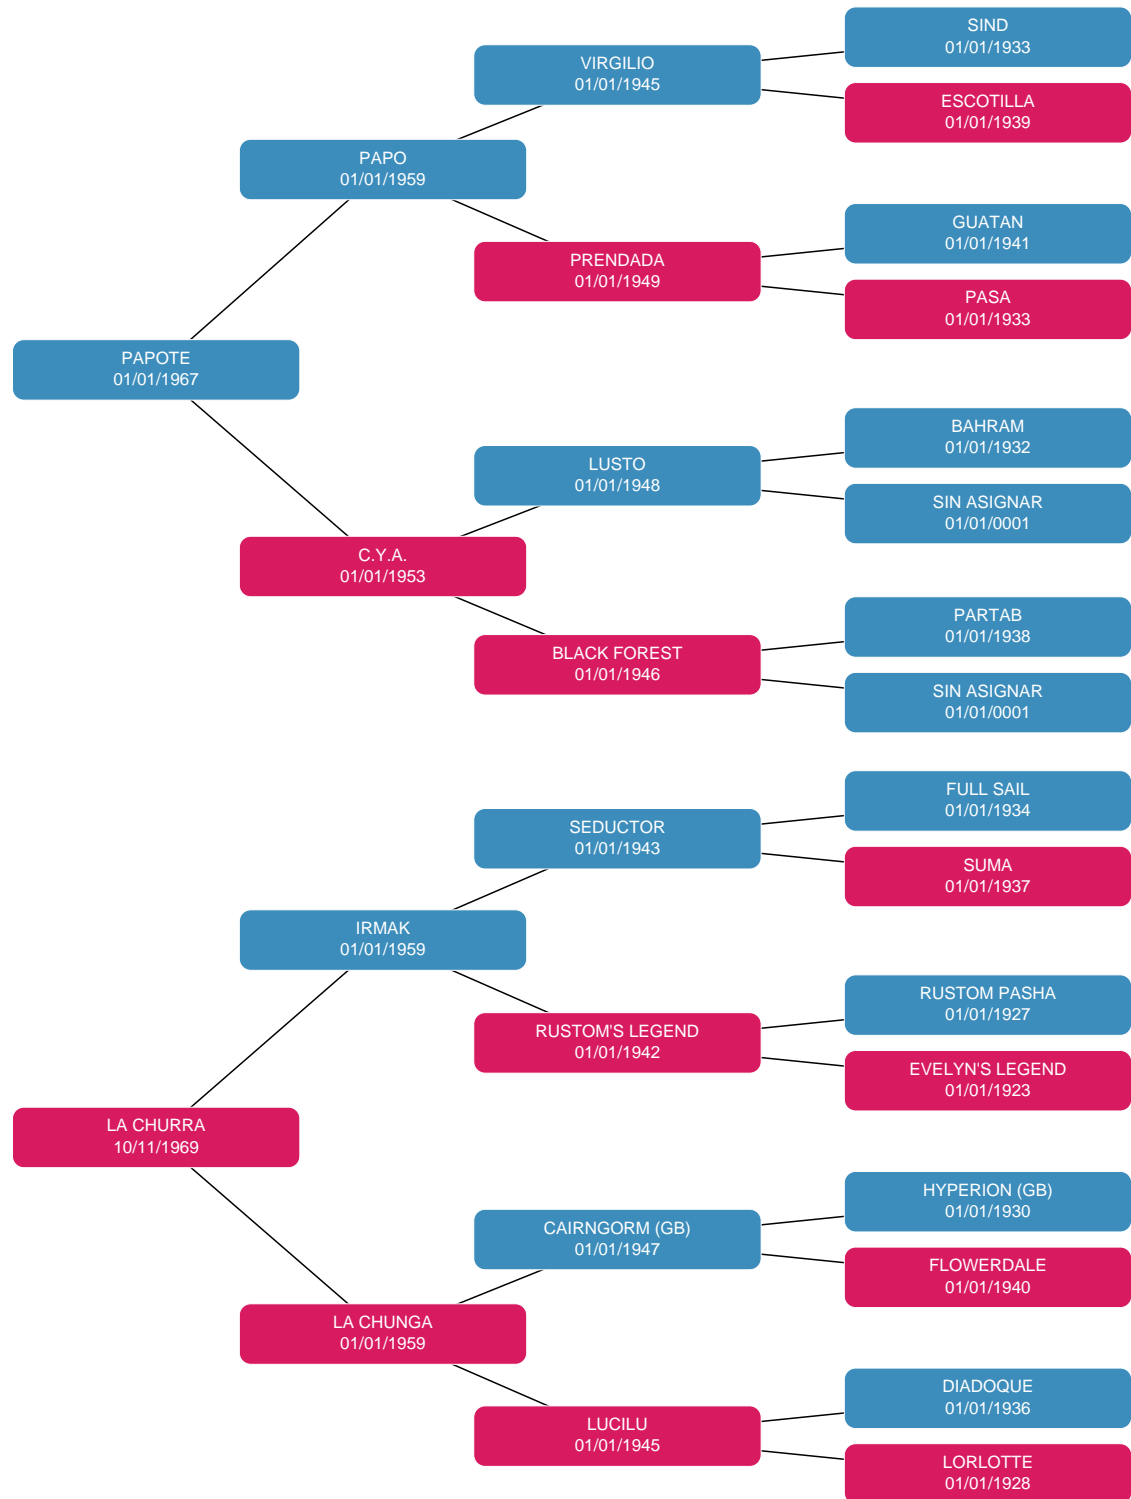 SIND
01/01/1933
VIRGILIO
01/01/1945
ESCOTILLA
01/01/1939
PAPO
01/01/1959
GUATAN
01/01/1941
PRENDADA
01/01/1949
PASA
01/01/1933
PAPOTE
01/01/1967
BAHRAM
01/01/1932
LUSTO
01/01/1948
SIN ASIGNAR
01/01/0001
C.Y.A.
01/01/1953
PARTAB
01/01/1938
BLACK FOREST
01/01/1946
SIN ASIGNAR
01/01/0001
FULL SAIL
01/01/1934
SEDUCTOR
01/01/1943
SUMA
01/01/1937
IRMAK
01/01/1959
RUSTOM PASHA
01/01/1927
RUSTOM'S LEGEND
01/01/1942
EVELYN'S LEGEND
01/01/1923
LA CHURRA
10/11/1969
HYPERION (GB)
01/01/1930
CAIRNGORM (GB)
01/01/1947
FLOWERDALE
01/01/1940
LA CHUNGA
01/01/1959
DIADOQUE
01/01/1936
LUCILU
01/01/1945
LORLOTTE
01/01/1928